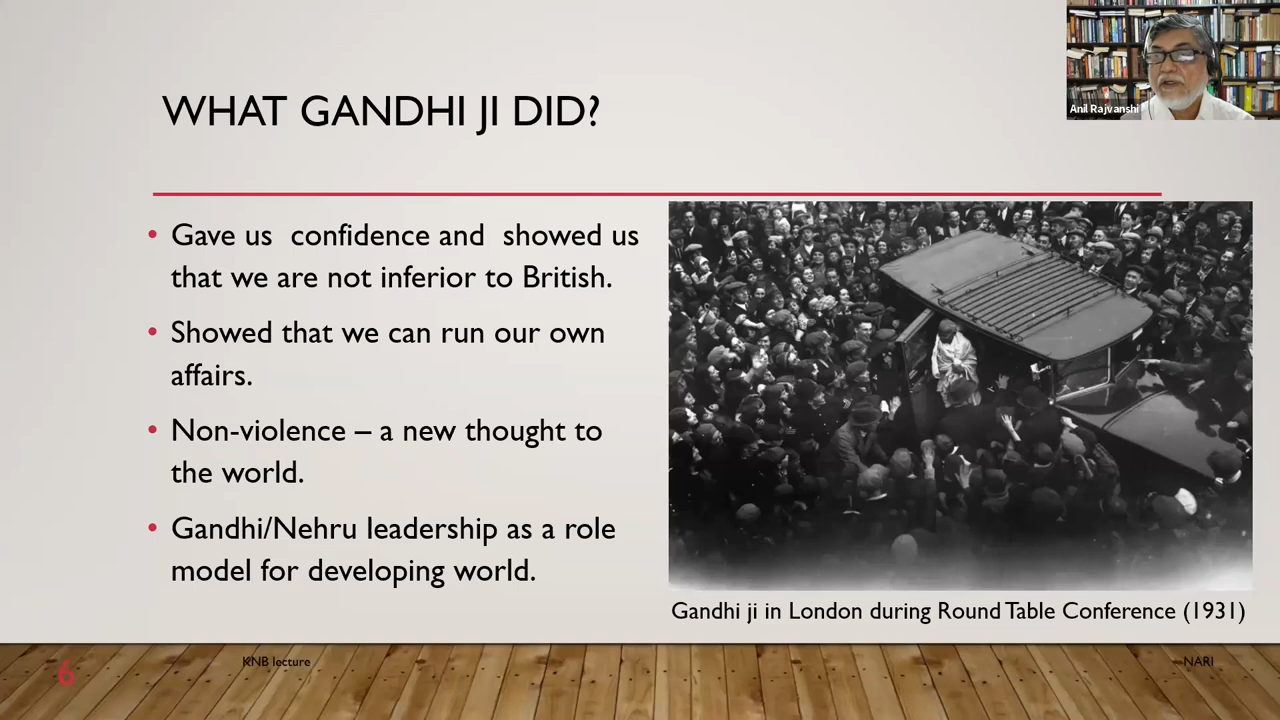 Anil Rajvanshi
WHAT GANDHI JI DID?
• Gave us  confidence and  showed us
that we are not inferior to British.
• Showed that we can run our own
affairs.
• Non-violence – a new thought to
the world.
• Gandhi/Nehru leadership as a role
model for developing world.
Gandhi ji in London during Round Table Conference (1931)
6
KNB lecture
NARI